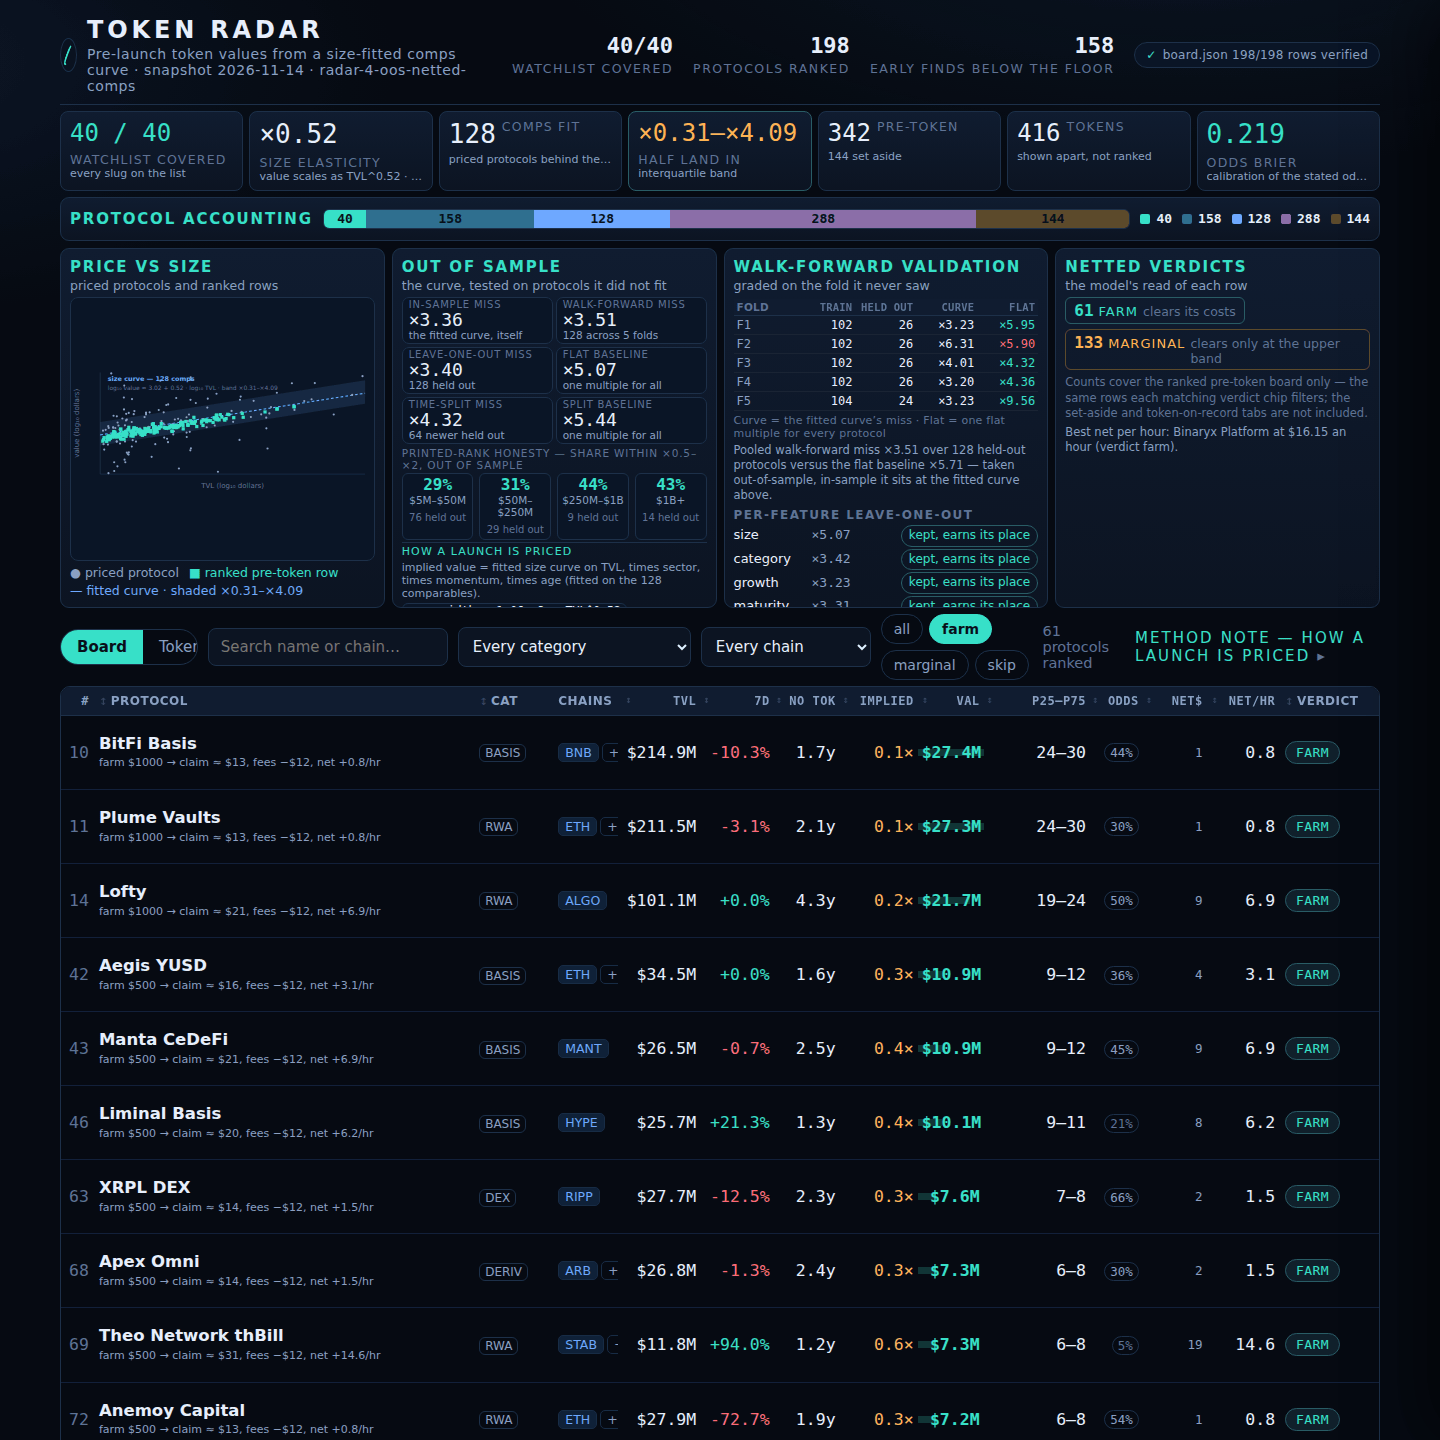 TOKEN RADAR
Pre-launch token values from a size-fitted comps
curve · snapshot 2026-11-14 · radar-4-oos-netted-
comps
40/40
WATCHLIST COVERED
198
PROTOCOLS RANKED
158
EARLY FINDS BELOW THE FLOOR
✓ board.json 198/198 rows verified
40 / 40
WATCHLIST COVERED
every slug on the list
×0.52
SIZE ELASTICITY
value scales as TVL^0.52 · …
128 COMPS FIT
priced protocols behind the…
×0.31–×4.09
HALF LAND IN
interquartile band
342 PRE-TOKEN
144 set aside
416 TOKENS
shown apart, not ranked
0.219
ODDS BRIER
calibration of the stated od…
PROTOCOL ACCOUNTING
40 158 128 288 144
40 158 128 288 144
PRICE VS SIZE
priced protocols and ranked rows
size curve — 128 comps
log₁₀ value = 3.02 + 0.52 · log₁₀ TVL · band ×0.31–×4.09
value (log₁₀ dollars)
TVL (log₁₀ dollars)
● priced protocol ■ ranked pre-token row
— fitted curve · shaded ×0.31–×4.09
OUT OF SAMPLE
the curve, tested on protocols it did not fit
IN-SAMPLE MISS
×3.36
the fitted curve, itself
WALK-FORWARD MISS
×3.51
128 across 5 folds
LEAVE-ONE-OUT MISS
×3.40
128 held out
FLAT BASELINE
×5.07
one multiple for all
TIME-SPLIT MISS
×4.32
64 newer held out
SPLIT BASELINE
×5.44
one multiple for all
PRINTED-RANK HONESTY — SHARE WITHIN ×0.5–
×2, OUT OF SAMPLE
29%
$5M–$50M
76 held out
31%
$50M–
$250M
29 held out
44%
$250M–$1B
9 held out
43%
$1B+
14 held out
HOW A LAUNCH IS PRICED
implied value = fitted size curve on TVL, times sector,
times momentum, times age (fitted on the 128
comparables).
WALK-FORWARD VALIDATION
graded on the fold it never saw
FOLD TRAIN HELD OUT CURVE FLAT
F1 102 26 ×3.23 ×5.95
F2 102 26 ×6.31 ×5.90
F3 102 26 ×4.01 ×4.32
F4 102 26 ×3.20 ×4.36
F5 104 24 ×3.23 ×9.56
Curve = the fitted curve’s miss · Flat = one flat
multiple for every protocol
Pooled walk-forward miss ×3.51 over 128 held-out
protocols versus the flat baseline ×5.71 — taken
out-of-sample, in-sample it sits at the fitted curve
above.
PER-FEATURE LEAVE-ONE-OUT
size ×5.07 kept, earns its place
category ×3.42 kept, earns its place
growth ×3.23 kept, earns its place
maturity ×3.31 kept, earns its place
NETTED VERDICTS
the model's read of each row
61 FARM clears its costs
133 MARGINAL clears only at the upper
band
Counts cover the ranked pre-token board only — the
same rows each matching verdict chip filters; the
set-aside and token-on-record tabs are not included.
Best net per hour: Binaryx Platform at $16.15 an
hour (verdict farm).
Board Token
Search name or chain…
Every category
Every chain
all farm
marginal skip
61
protocols
ranked
METHOD NOTE — HOW A
LAUNCH IS PRICED ▸
# PROTOCOL CAT CHAINS TVL 7D NO TOK IMPLIED VAL P25–P75 ODDS NET$ NET/HR VERDICT
10 BitFi Basis BASIS BNB + $214.9M -10.3% 1.7y 0.1× $27.4M 24–30 44% 1 0.8 FARM
farm $1000 → claim ≈ $13, fees −$12, net +0.8/hr
11 Plume Vaults RWA ETH + $211.5M -3.1% 2.1y 0.1× $27.3M 24–30 30% 1 0.8 FARM
farm $1000 → claim ≈ $13, fees −$12, net +0.8/hr
14 Lofty RWA ALGO $101.1M +0.0% 4.3y 0.2× $21.7M 19–24 50% 9 6.9 FARM
farm $1000 → claim ≈ $21, fees −$12, net +6.9/hr
42 Aegis YUSD BASIS ETH + $34.5M +0.0% 1.6y 0.3× $10.9M 9–12 36% 4 3.1 FARM
farm $500 → claim ≈ $16, fees −$12, net +3.1/hr
43 Manta CeDeFi BASIS MANT $26.5M -0.7% 2.5y 0.4× $10.9M 9–12 45% 9 6.9 FARM
farm $500 → claim ≈ $21, fees −$12, net +6.9/hr
46 Liminal Basis BASIS HYPE $25.7M +21.3% 1.3y 0.4× $10.1M 9–11 21% 8 6.2 FARM
farm $500 → claim ≈ $20, fees −$12, net +6.2/hr
63 XRPL DEX DEX RIPP $27.7M -12.5% 2.3y 0.3× $7.6M 7–8 66% 2 1.5 FARM
farm $500 → claim ≈ $14, fees −$12, net +1.5/hr
68 Apex Omni DERIV ARB + $26.8M -1.3% 2.4y 0.3× $7.3M 6–8 30% 2 1.5 FARM
farm $500 → claim ≈ $14, fees −$12, net +1.5/hr
69 Theo Network thBill RWA STAB $11.8M +94.0% 1.2y 0.6× $7.3M 6–8 5% 19 14.6 FARM
farm $500 → claim ≈ $31, fees −$12, net +14.6/hr
72 Anemoy Capital RWA ETH + $27.9M -72.7% 1.9y 0.3× $7.2M 6–8 54% 1 0.8 FARM
farm $500 → claim ≈ $13, fees −$12, net +0.8/hr